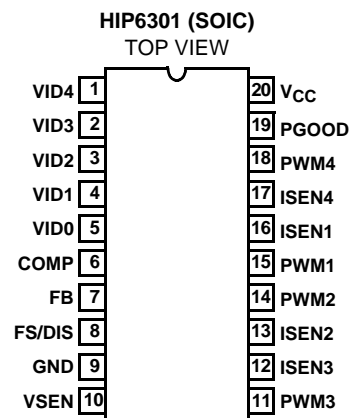 HIP6301 (SOIC)
TOP VIEW
VID4 1 20 VCC
VID3 2 19 PGOOD
VID2 3 18 PWM4
VID1 4 17 ISEN4
VID0 5 16 ISEN1
COMP 6 15 PWM1
FB 7 14 PWM2
FS/DIS 8 13 ISEN2
GND 9 12 ISEN3
VSEN 10 11 PWM3